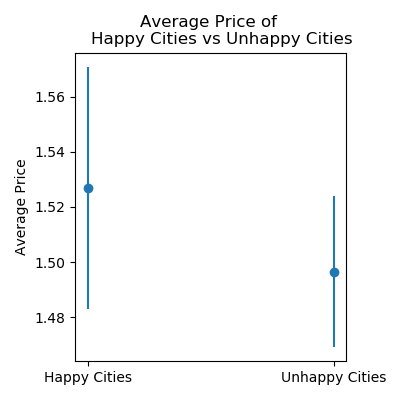 Average Price of
Happy Cities vs Unhappy Cities
Average Price
1.56
1.54
1.52
1.50
1.48
Happy Cities
Unhappy Cities